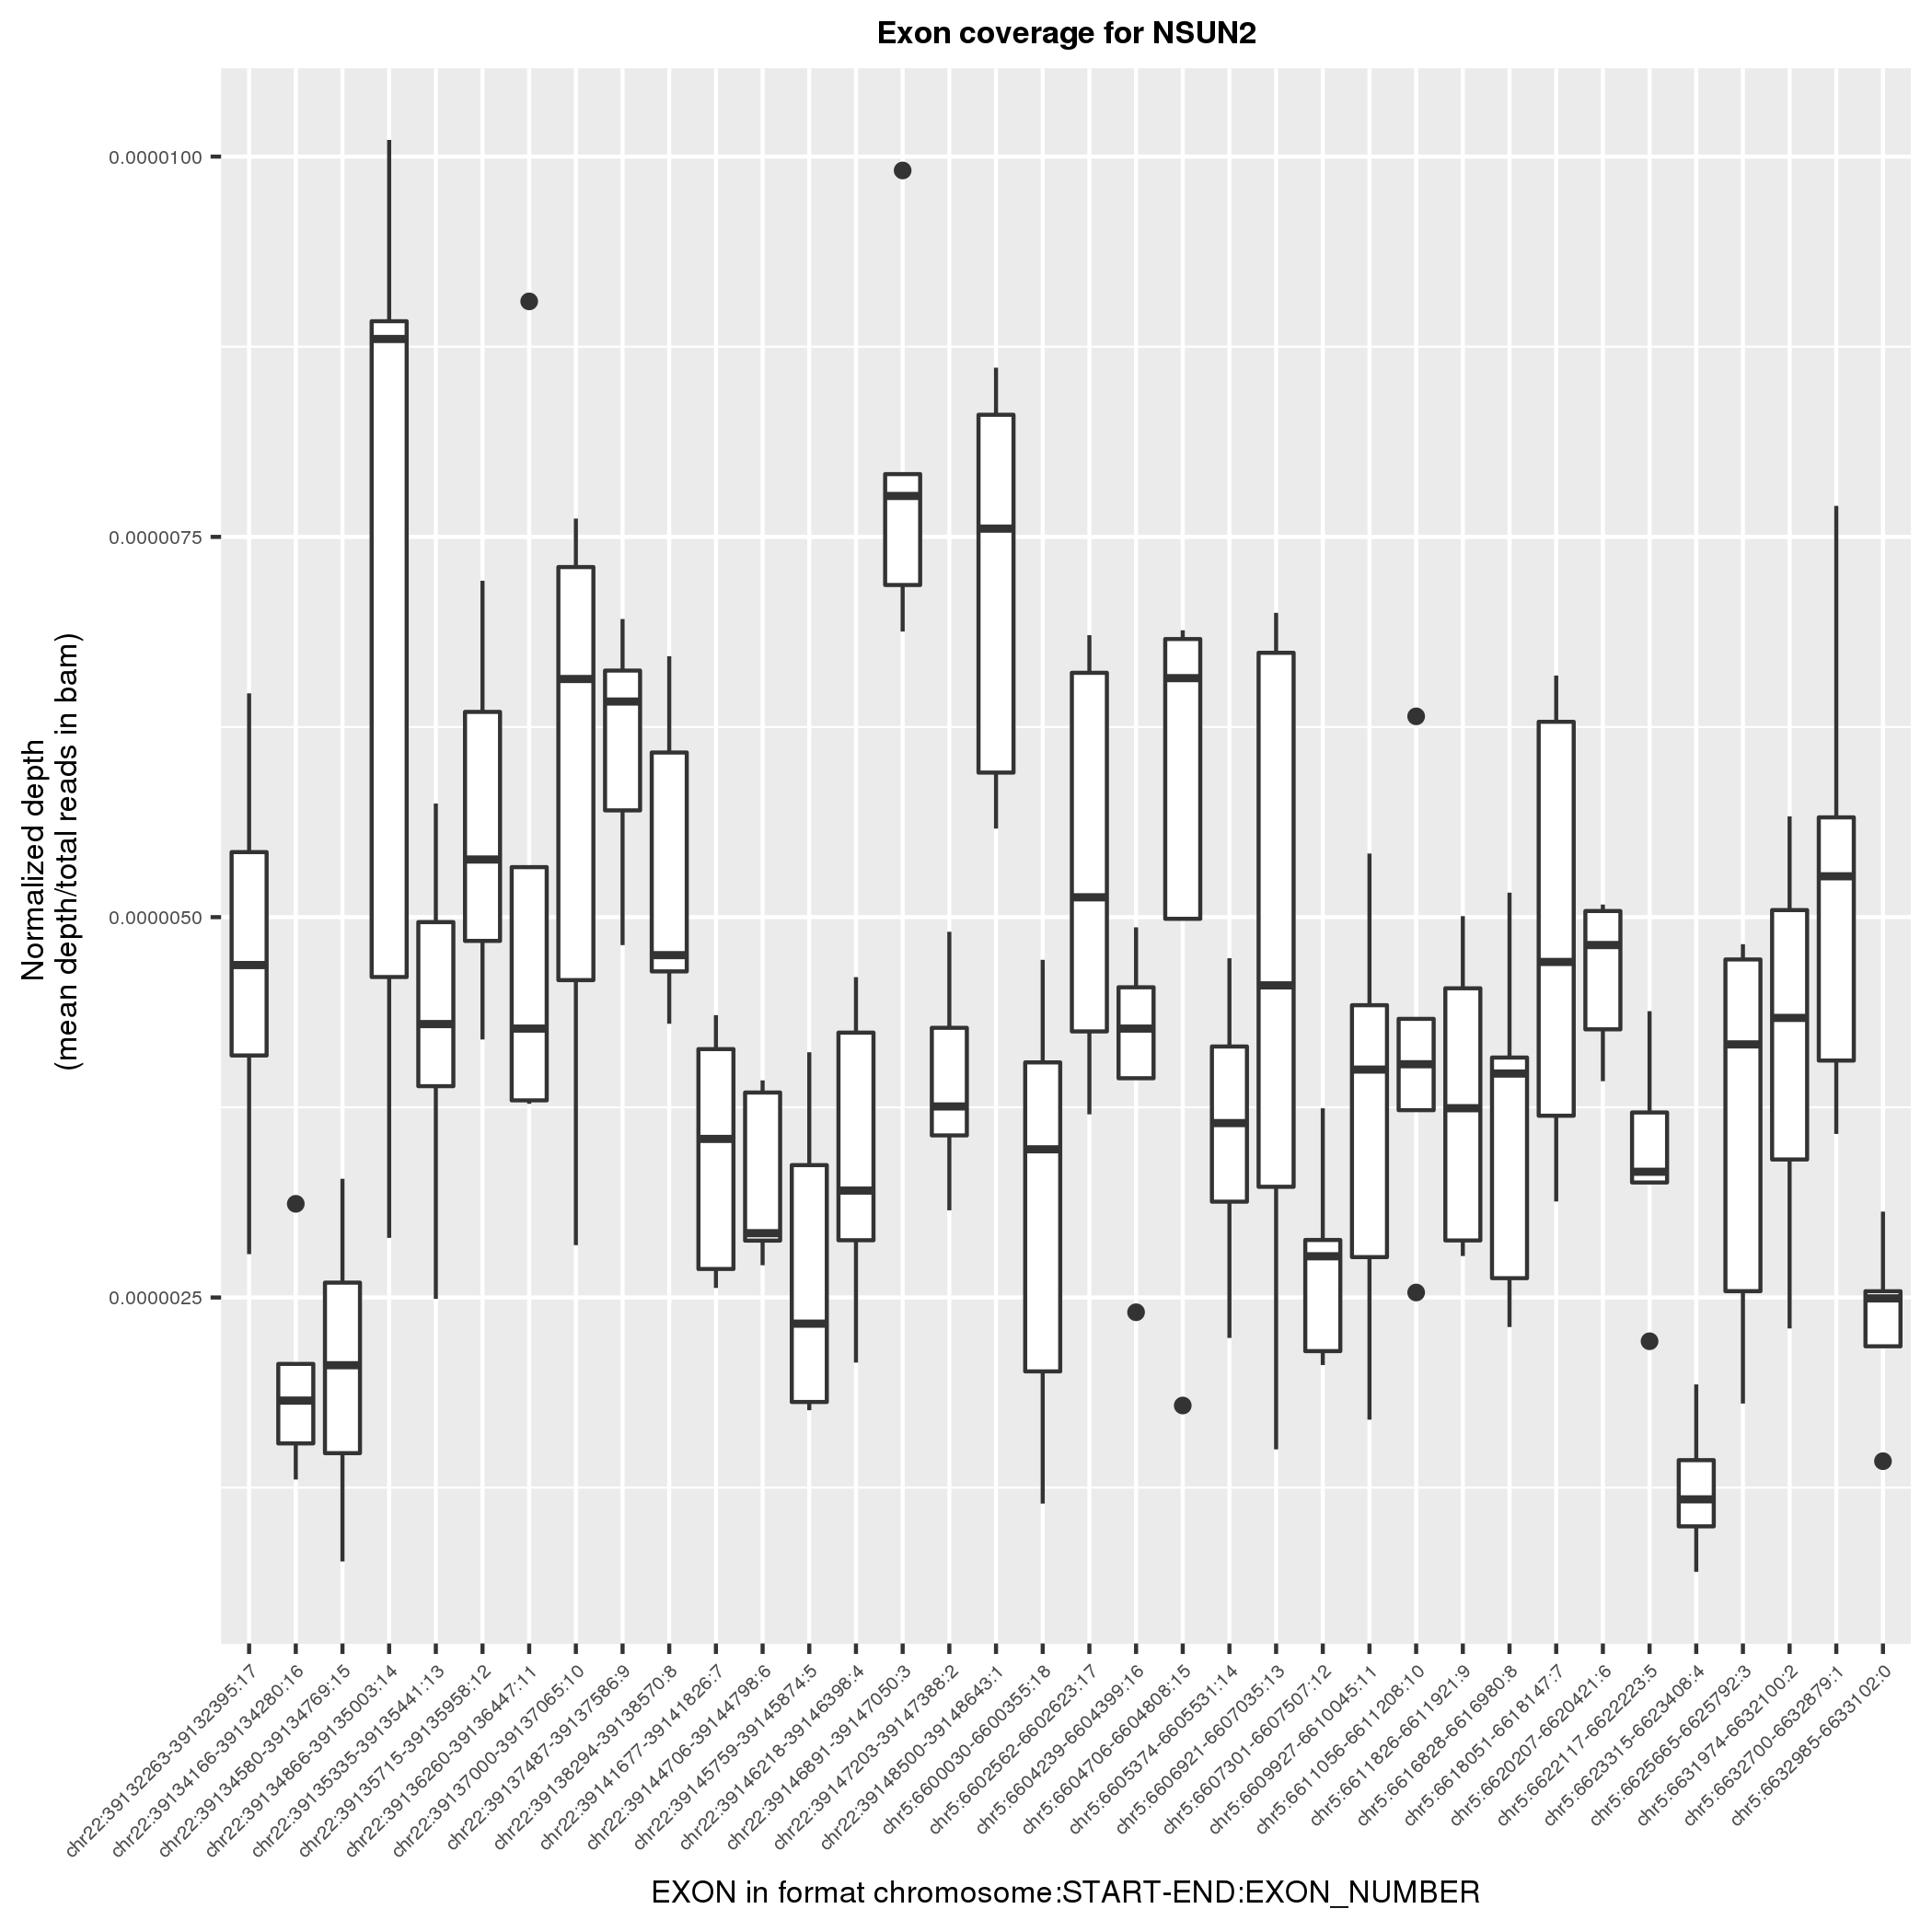 Exon coverage for NSUN2
Normalized depth
(mean depth/total reads in bam)
0.0000100
0.0000075
0.0000050
0.0000025
chr22:39132263-39132395:17
chr22:39134166-39134280:16
chr22:39134580-39134769:15
chr22:39134866-39135003:14
chr22:39135335-39135441:13
chr22:39135715-39135958:12
chr22:39136260-39136447:11
chr22:39137000-39137065:10
chr22:39137487-39137586:9
chr22:39138294-39138570:8
chr22:39141677-39141826:7
chr22:39144706-39144798:6
chr22:39145759-39145874:5
chr22:39146218-39146398:4
chr22:39146891-39147050:3
chr22:39147203-39147388:2
chr22:39148500-39148643:1
chr5:6600030-6600355:18
chr5:6602562-6602623:17
chr5:6604239-6604399:16
chr5:6604706-6604808:15
chr5:6605374-6605531:14
chr5:6606921-6607035:13
chr5:6607301-6607507:12
chr5:6609927-6610045:11
chr5:6611056-6611208:10
chr5:6611826-6611921:9
chr5:6616828-6616980:8
chr5:6618051-6618147:7
chr5:6620207-6620421:6
chr5:6622117-6622223:5
chr5:6623315-6623408:4
chr5:6625665-6625792:3
chr5:6631974-6632100:2
chr5:6632700-6632879:1
chr5:6632985-6633102:0
EXON in format chromosome:START-END:EXON_NUMBER